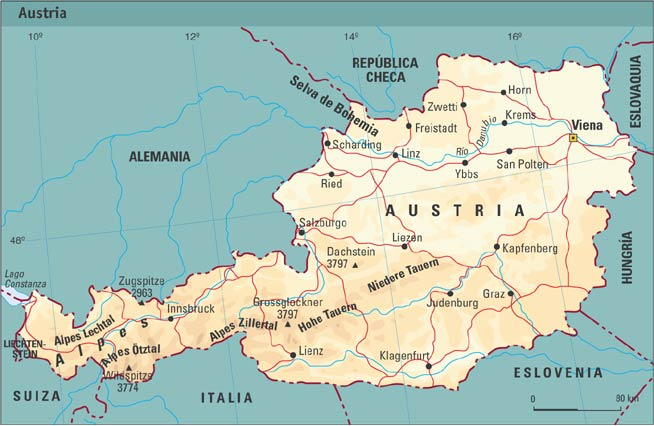 Austria
10º
12º
14º
16º
REPÚBLICA
CHECA
ESLOVAQUIA
Selva de Bohemia
Horn
Zwetti
Krems
Viena
Freistadt
Danubio
Río
Scharding
Linz
ALEMANIA
Ybbs
San Polten
Ried
AUSTRIA
Salzburgo
48º
Liezen
Kapfenberg
HUNGRÍA
Dachstein
3797
Niedere Tauern
Lago
Constanza
Zugspitze
2963
Innsbruck
Grossglockner
3797
Judenburg
Graz
Alpes Lechtal
Alpes Zillertal
Hohe Tauern
LIECHTEN-
STEIN
Alpes
Alpes Ötztal
Wildspitze
3774
Lienz
Klagenfurt
ESLOVENIA
SUIZA
ITALIA
0
80 km